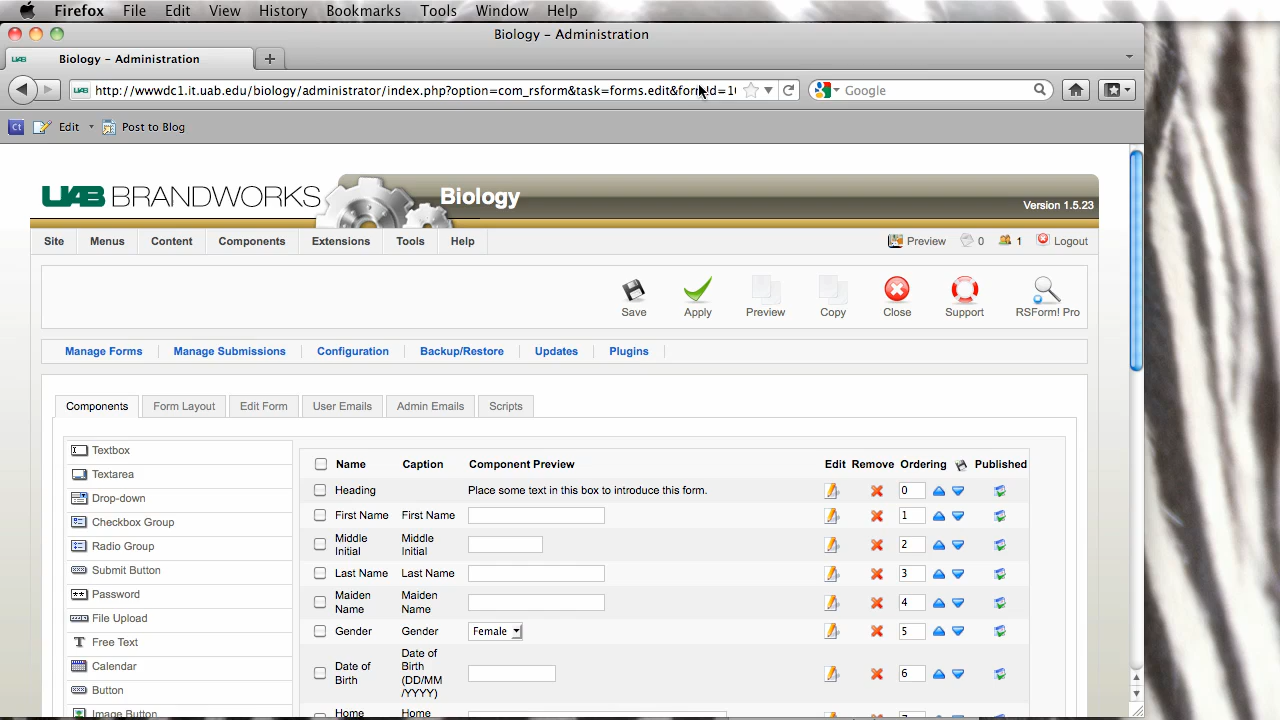 Firefox File Edit View History Bookmarks Tools Window Help
Biology – Administration
UAB Biology – Administration +
UAB http://wwwdc1.it.uab.edu/biology/administrator/index.php?option=com_rsform&task=forms.edit&form Google
Ct Edit Post to Blog
UAB BRANDWORKS Biology
Version 1.5.23
Site Menus Content Components Extensions Tools Help Preview 0 1 Logout
Save Apply Preview Copy Close Support RSForm! Pro
Manage Forms Manage Submissions Configuration Backup/Restore Updates Plugins
Components Form Layout Edit Form User Emails Admin Emails Scripts
Textbox
Textarea
Drop-down
Checkbox Group
Radio Group
Submit Button
Password
File Upload
Free Text
Calendar
Button
Image Button
Name Caption Component Preview Edit Remove Ordering Published
Heading Place some text in this box to introduce this form. 0
First Name First Name 1
Middle Initial Middle Initial 2
Last Name Last Name 3
Maiden Name Maiden Name 4
Gender Gender Female 5
Date of Birth Date of Birth (DD/MM/YYYY) 6
Home Home